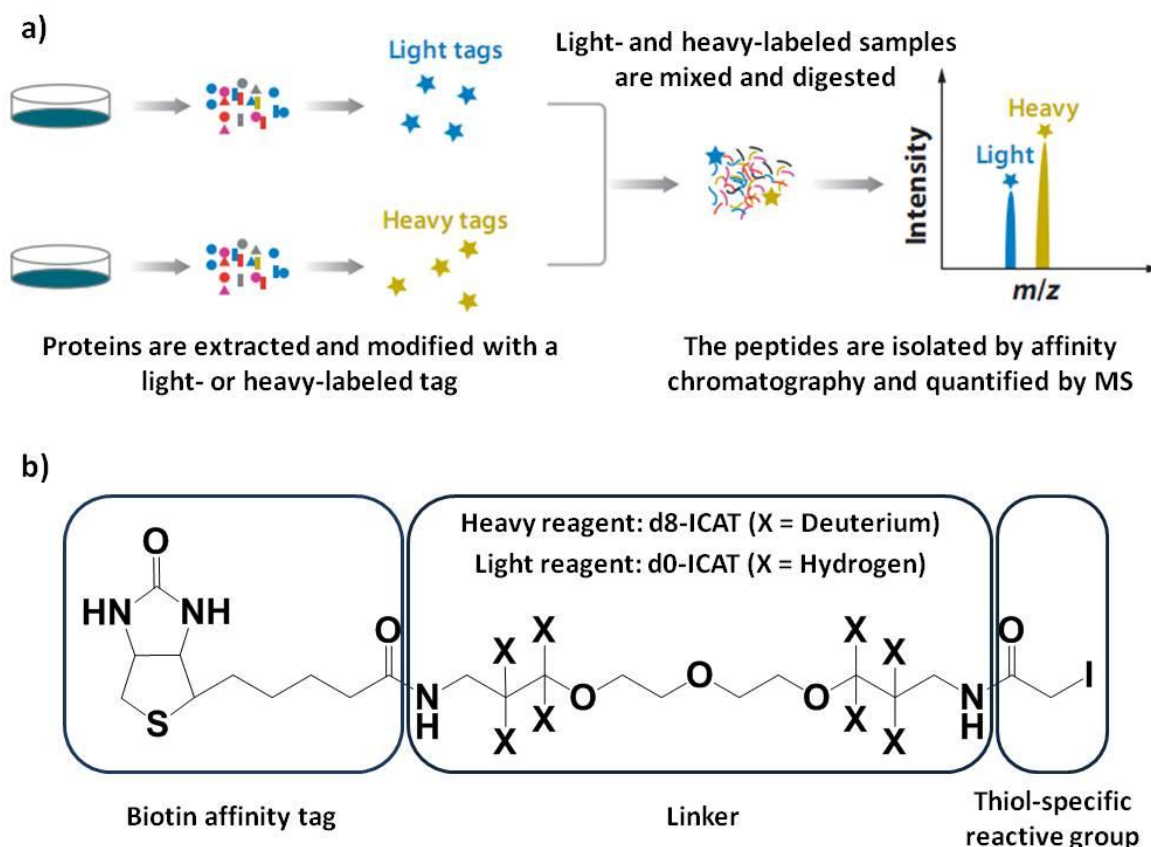 a)
Light tags
Heavy tags
Light- and heavy-labeled samples
are mixed and digested
Intensity
Light
Heavy
m/z
Proteins are extracted and modified with a
light- or heavy-labeled tag
The peptides are isolated by affinity
chromatography and quantified by MS
b)
Heavy reagent: d8-ICAT (X = Deuterium)
Light reagent: d0-ICAT (X = Hydrogen)
O
HN
NH
S
O
N
H
X
X
X
X
O
O
O
X
X
X
X
N
H
O
I
Biotin affinity tag
Linker
Thiol-specific
reactive group